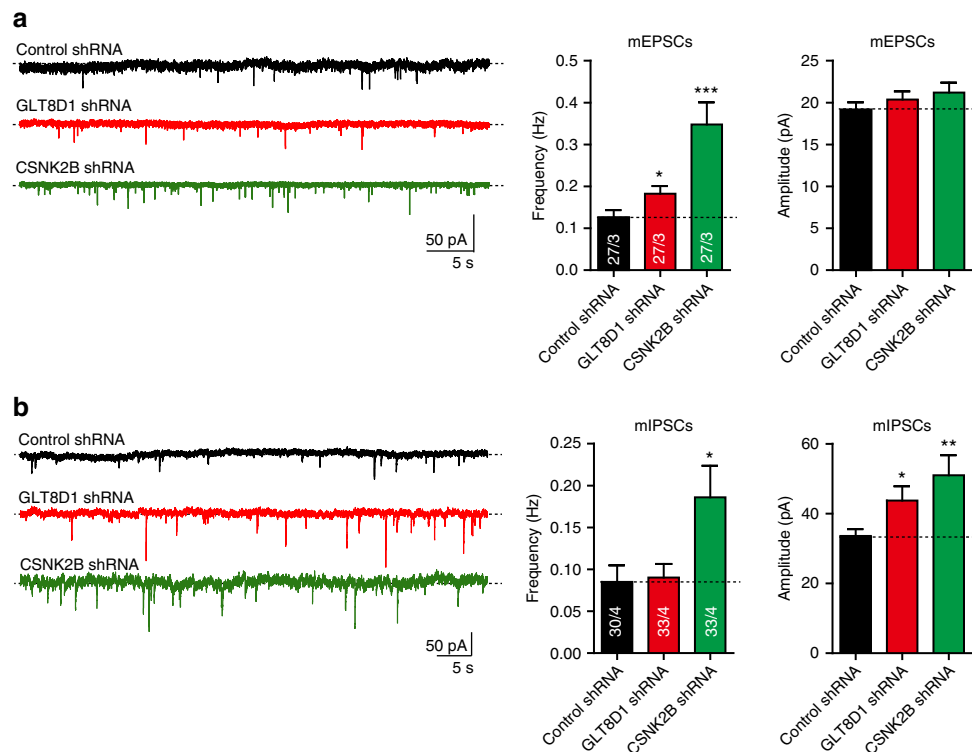 a
Control shRNA
GLT8D1 shRNA
CSNK2B shRNA
50 pA
5 s
mEPSCs
Frequency (Hz)
0.5
0.4
0.3
0.2
0.1
0.0
*
***
27/3
27/3
27/3
Control shRNA
GLT8D1 shRNA
CSNK2B shRNA
mEPSCs
Amplitude (pA)
25
20
15
10
5
0
Control shRNA
GLT8D1 shRNA
CSNK2B shRNA
b
Control shRNA
GLT8D1 shRNA
CSNK2B shRNA
50 pA
5 s
mIPSCs
Frequency (Hz)
0.25
0.20
0.15
0.10
0.05
0.00
*
30/4
33/4
33/4
Control shRNA
GLT8D1 shRNA
CSNK2B shRNA
mIPSCs
Amplitude (pA)
60
40
20
0
*
**
Control shRNA
GLT8D1 shRNA
CSNK2B shRNA